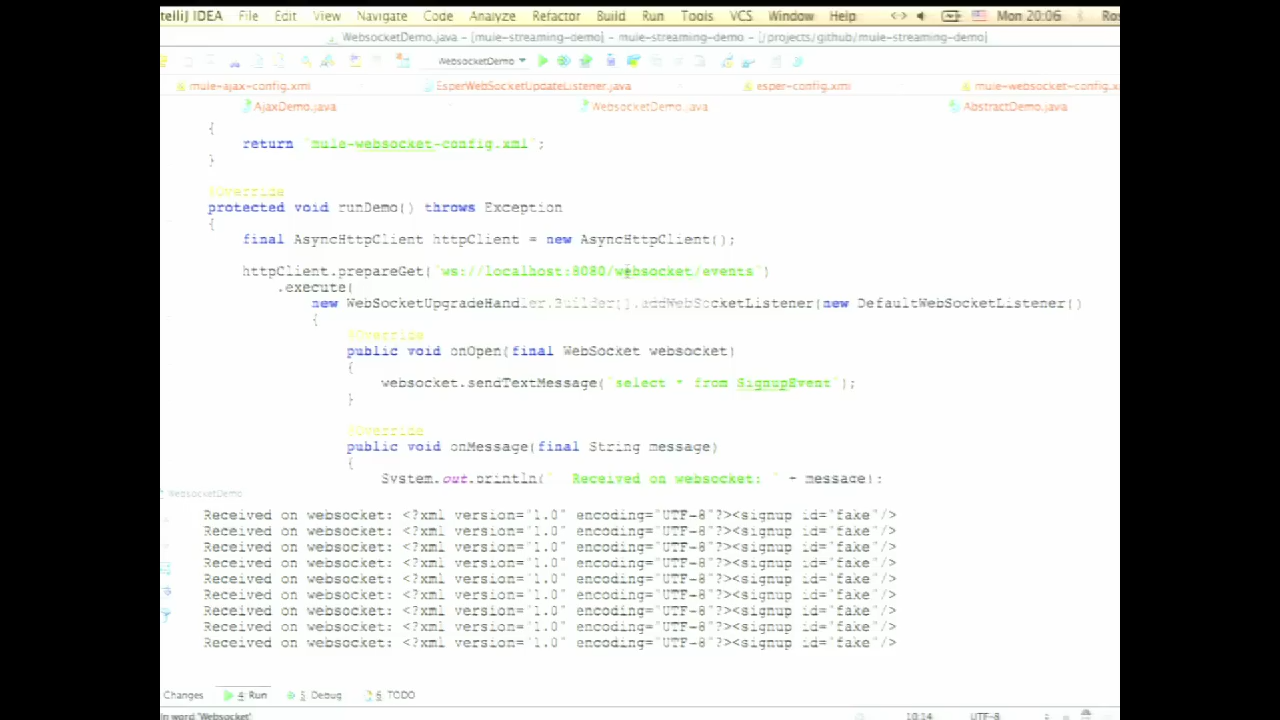 telliJ IDEA File Edit View Navigate Code Analyze Refactor Build Run Tools VCS Window Help Mon 20:06 Ros
WebsocketDemo.java - [mule-streaming-demo] - mule-streaming-demo - [/projects/github/mule-streaming-demo]
WebsocketDemo
mule-ajax-config.xml EsperWebSocketUpdateListener.java esper-config.xml mule-websocket-config.x
AjaxDemo.java WebsocketDemo.java AbstractDemo.java
{
return "mule-websocket-config.xml";
}
@Override
protected void runDemo() throws Exception
{
final AsyncHttpClient httpClient = new AsyncHttpClient();
httpClient.prepareGet("ws://localhost:8080/websocket/events")
.execute(
new WebSocketUpgradeHandler.Builder().addWebSocketListener(new DefaultWebSocketListener()
{
@Override
public void onOpen(final WebSocket websocket)
{
websocket.sendTextMessage("select * from SignupEvent");
}
@Override
public void onMessage(final String message)
{
System.out.println("  Received on websocket: " + message);
WebsocketDemo
Received on websocket: <?xml version="1.0" encoding="UTF-8"?><signup id="fake"/>
Received on websocket: <?xml version="1.0" encoding="UTF-8"?><signup id="fake"/>
Received on websocket: <?xml version="1.0" encoding="UTF-8"?><signup id="fake"/>
Received on websocket: <?xml version="1.0" encoding="UTF-8"?><signup id="fake"/>
Received on websocket: <?xml version="1.0" encoding="UTF-8"?><signup id="fake"/>
Received on websocket: <?xml version="1.0" encoding="UTF-8"?><signup id="fake"/>
Received on websocket: <?xml version="1.0" encoding="UTF-8"?><signup id="fake"/>
Received on websocket: <?xml version="1.0" encoding="UTF-8"?><signup id="fake"/>
Received on websocket: <?xml version="1.0" encoding="UTF-8"?><signup id="fake"/>
Changes 4: Run 5: Debug 6: TODO
in word 'Websocket' 10:14 UTF-8